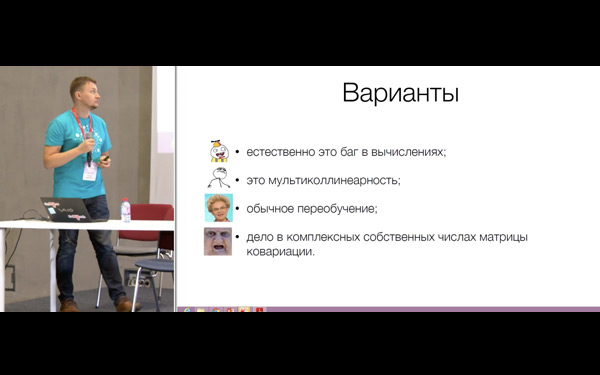 Варианты
• естественно это баг в вычислениях;
• это мультиколлинеарность;
• обычное переобучение;
• дело в комплексных собственных числах матрицы
ковариации.